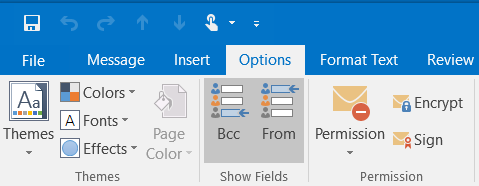 File Message Insert Options Format Text Review
Aa
Themes
Colors
A Fonts
Effects
Page
Color
Themes
Bcc From
Show Fields
Permission
Encrypt
Sign
Permission